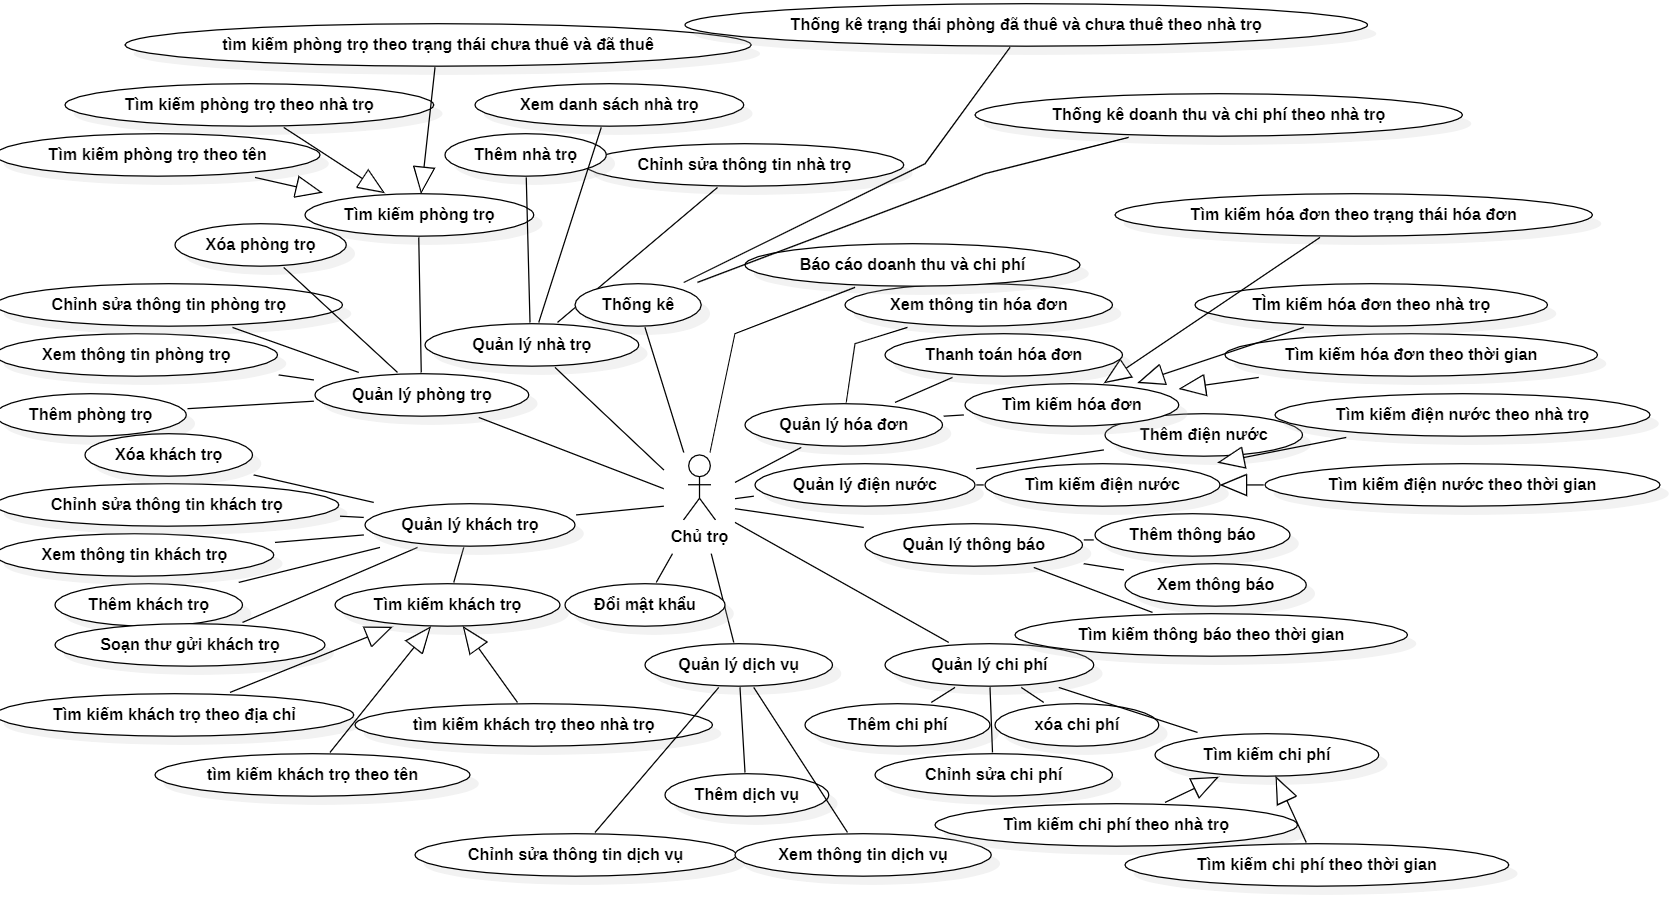 Thống kê trạng thái phòng đã thuê và chưa thuê theo nhà trọ
tìm kiếm phòng trọ theo trạng thái chưa thuê và đã thuê
Tìm kiếm phòng trọ theo nhà trọ
Xem danh sách nhà trọ
Thống kê doanh thu và chi phí theo nhà trọ
Tìm kiếm phòng trọ theo tên
Thêm nhà trọ
Chỉnh sửa thông tin nhà trọ
Tìm kiếm phòng trọ
Tìm kiếm hóa đơn theo trạng thái hóa đơn
Xóa phòng trọ
Báo cáo doanh thu và chi phí
Chỉnh sửa thông tin phòng trọ
Thống kê
Xem thông tin hóa đơn
TÌm kiếm hóa đơn theo nhà trọ
Xem thông tin phòng trọ
Quản lý nhà trọ
Thanh toán hóa đơn
Tìm kiếm hóa đơn theo thời gian
Quản lý phòng trọ
Tìm kiếm hóa đơn
Thêm phòng trọ
Tìm kiếm điện nước theo nhà trọ
Quản lý hóa đơn
Thêm điện nước
Xóa khách trọ
Quản lý điện nước
Tìm kiếm điện nước
Tìm kiếm điện nước theo thời gian
Chỉnh sửa thông tin khách trọ
Quản lý khách trọ
Chủ trọ
Thêm thông báo
Quản lý thông báo
Xem thông tin khách trọ
Xem thông báo
Thêm khách trọ
Tìm kiếm khách trọ
Đổi mật khẩu
Tìm kiếm thông báo theo thời gian
Soạn thư gửi khách trọ
Quản lý dịch vụ
Quản lý chi phí
Tìm kiếm khách trọ theo địa chỉ
tìm kiếm khách trọ theo nhà trọ
Thêm chi phí
xóa chi phí
Tìm kiếm chi phí
tìm kiếm khách trọ theo tên
Chỉnh sửa chi phí
Thêm dịch vụ
Tìm kiếm chi phí theo nhà trọ
Chỉnh sửa thông tin dịch vụ
Xem thông tin dịch vụ
Tìm kiếm chi phí theo thời gian